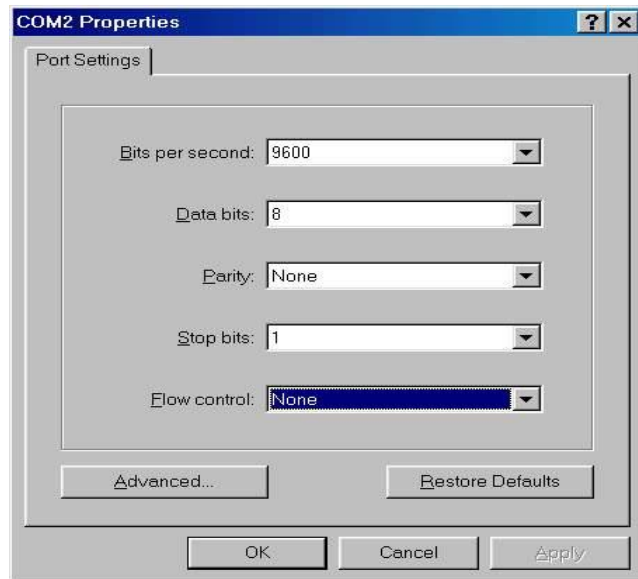 COM2 Properties
Port Settings
Bits per second: 9600
Data bits: 8
Parity: None
Stop bits: 1
Flow control: None
Advanced...
Restore Defaults
OK
Cancel
Apply